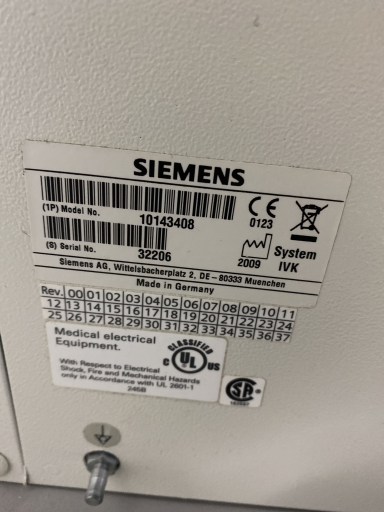 SIEMENS
(1P) Model No.
10143408
CE
0123
(S) Serial No.
32206
2009
System
IVK
Siemens AG, Wittelsbacherplatz 2, DE-80333 Muenchen
Made in Germany
Rev. 00 01 02 03 04 05 06 07 08 09 10 11
12 13 14 15 16 17 18 19 20 21 22 23 24
25 26 27 28 29 30 31 32 33 34 35 36 37
Medical electrical
Equipment.
With Respect to Electrical
Shock, Fire and Mechanical Hazards
only in Accordance with UL 2601-1
245B
CLASSIFIED
C UL US
SA